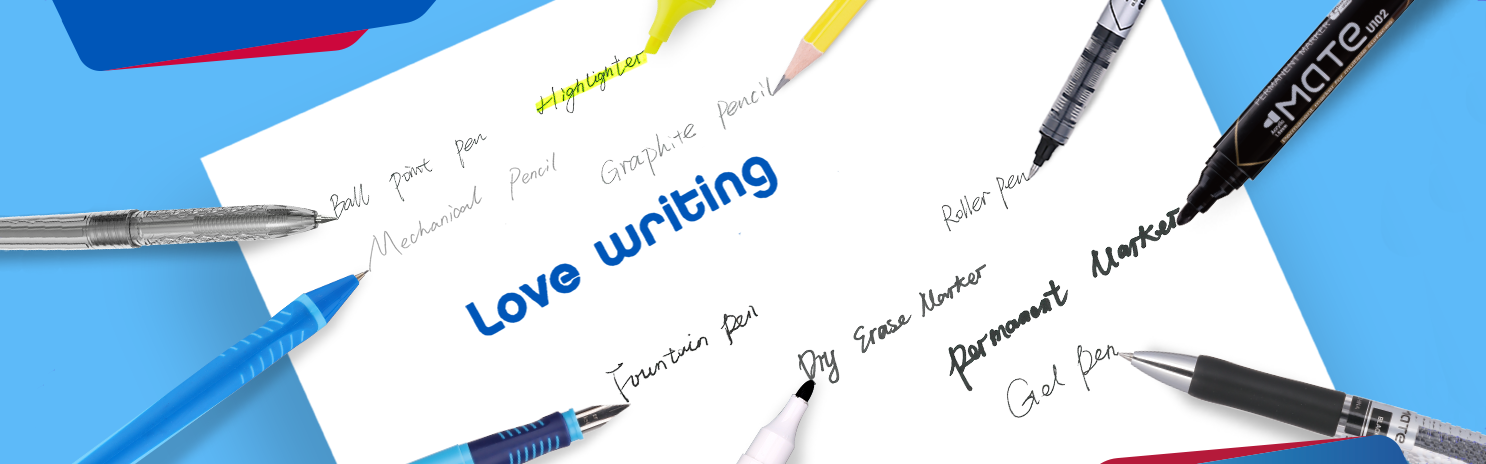 Highlighter
Ball point pen
Mechanical Pencil
Graphite pencil
Love writing
Roller pen
Permanent Marker
Dry Erase Marker
Fountain pen
Gel pen
PERMANENT MARKER
MATE U102